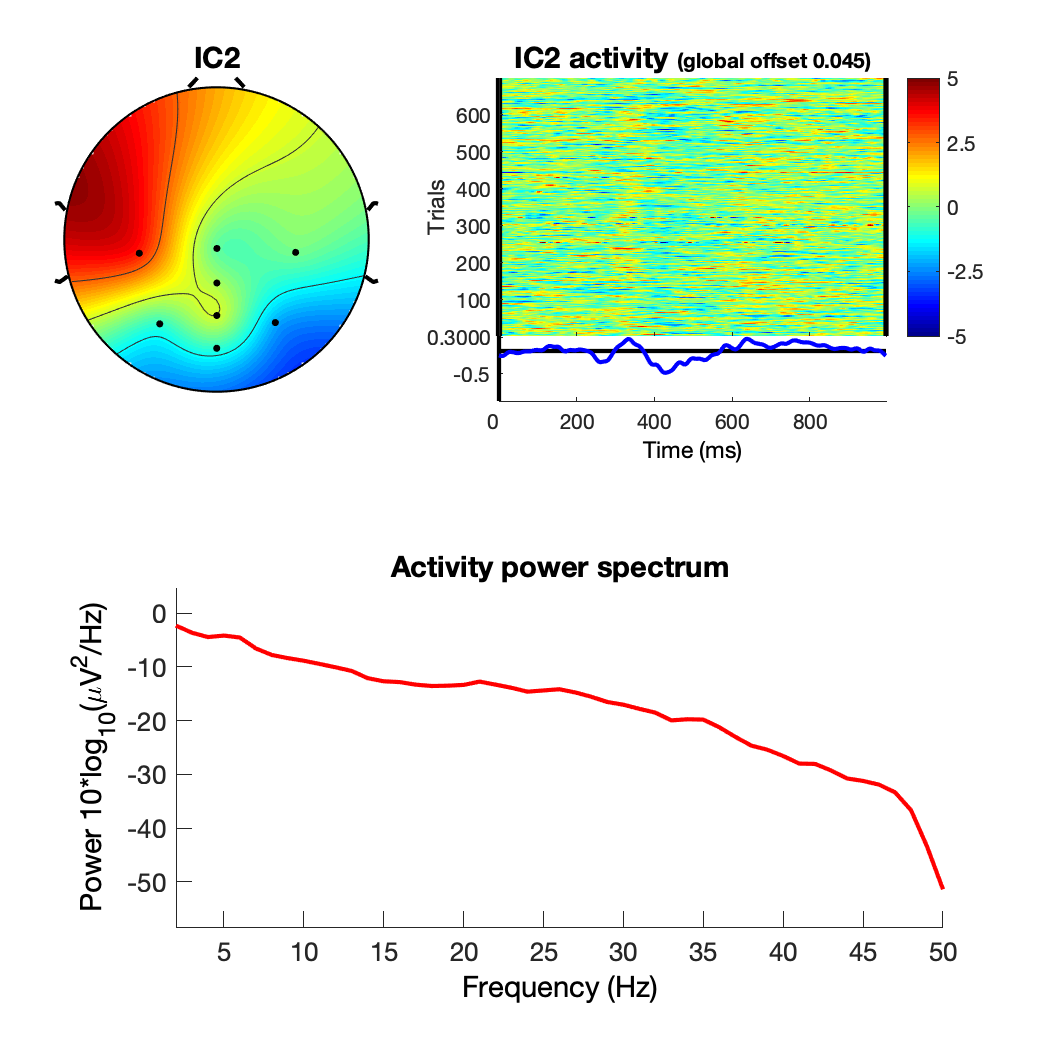 IC2
IC2 activity (global offset 0.045)
Trials
600
500
400
300
200
100
0.3000
-0.5
0 200 400 600 800
Time (ms)
5
2.5
0
-2.5
-5
Activity power spectrum
Power 10*log10(μV2/Hz)
0
-10
-20
-30
-40
-50
5 10 15 20 25 30 35 40 45 50
Frequency (Hz)